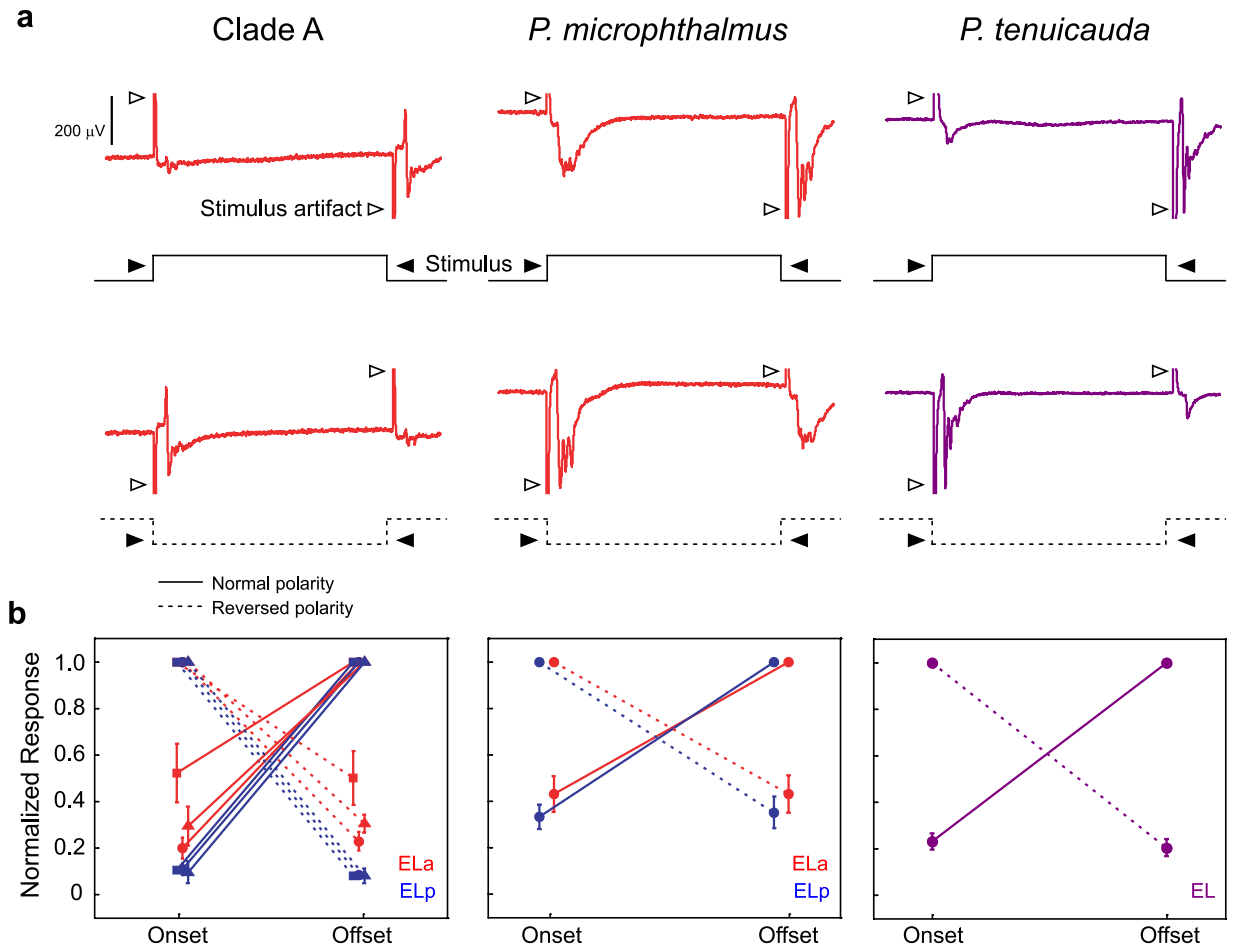 a
Clade A
P. microphthalmus
P. tenuicauda
200 µV
Stimulus artifact
Stimulus
Normal polarity
Reversed polarity
b
Normalized Response
1.0
0.8
0.6
0.4
0.2
0
ELa
ELp
Onset
Offset
ELa
ELp
Onset
Offset
EL
Onset
Offset